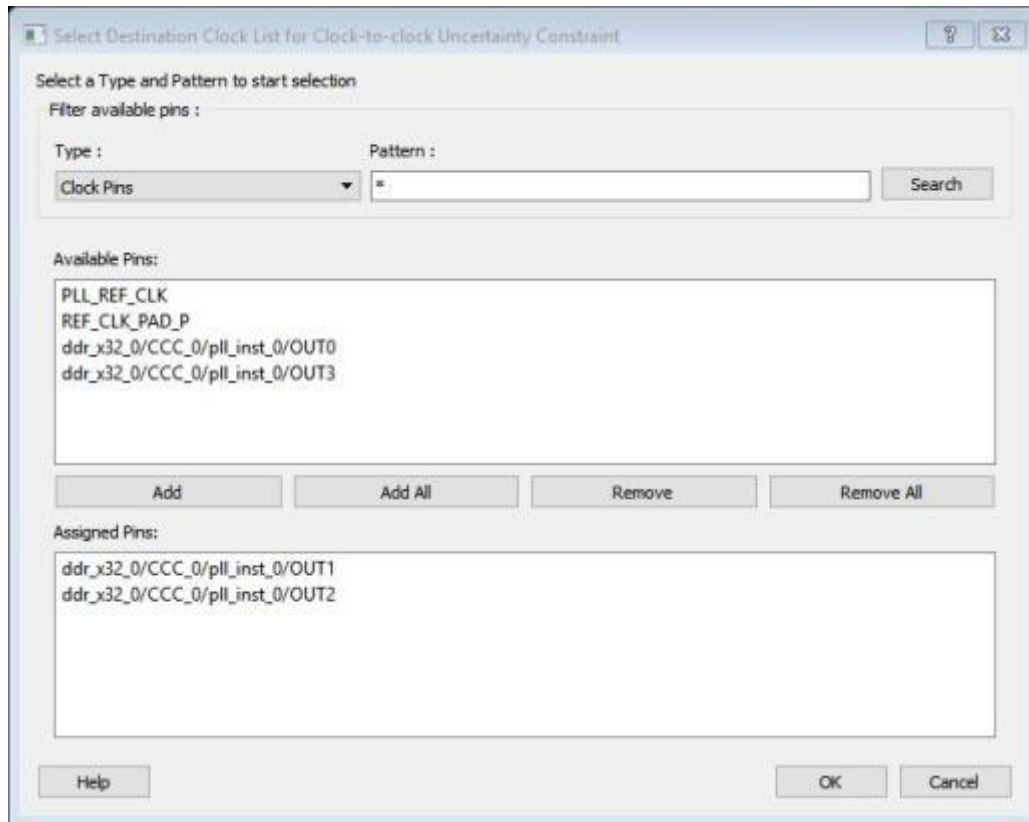 Select Destination Clock List for Clock-to-clock Uncertainty Constraint
Select a Type and Pattern to start selection
Filter available pins :
Type : Pattern :
Clock Pins * Search
Available Pins:
PLL_REF_CLK
REF_CLK_PAD_P
ddr_x32_0/CCC_0/pll_inst_0/OUT0
ddr_x32_0/CCC_0/pll_inst_0/OUT3
Add Add All Remove Remove All
Assigned Pins:
ddr_x32_0/CCC_0/pll_inst_0/OUT1
ddr_x32_0/CCC_0/pll_inst_0/OUT2
Help OK Cancel